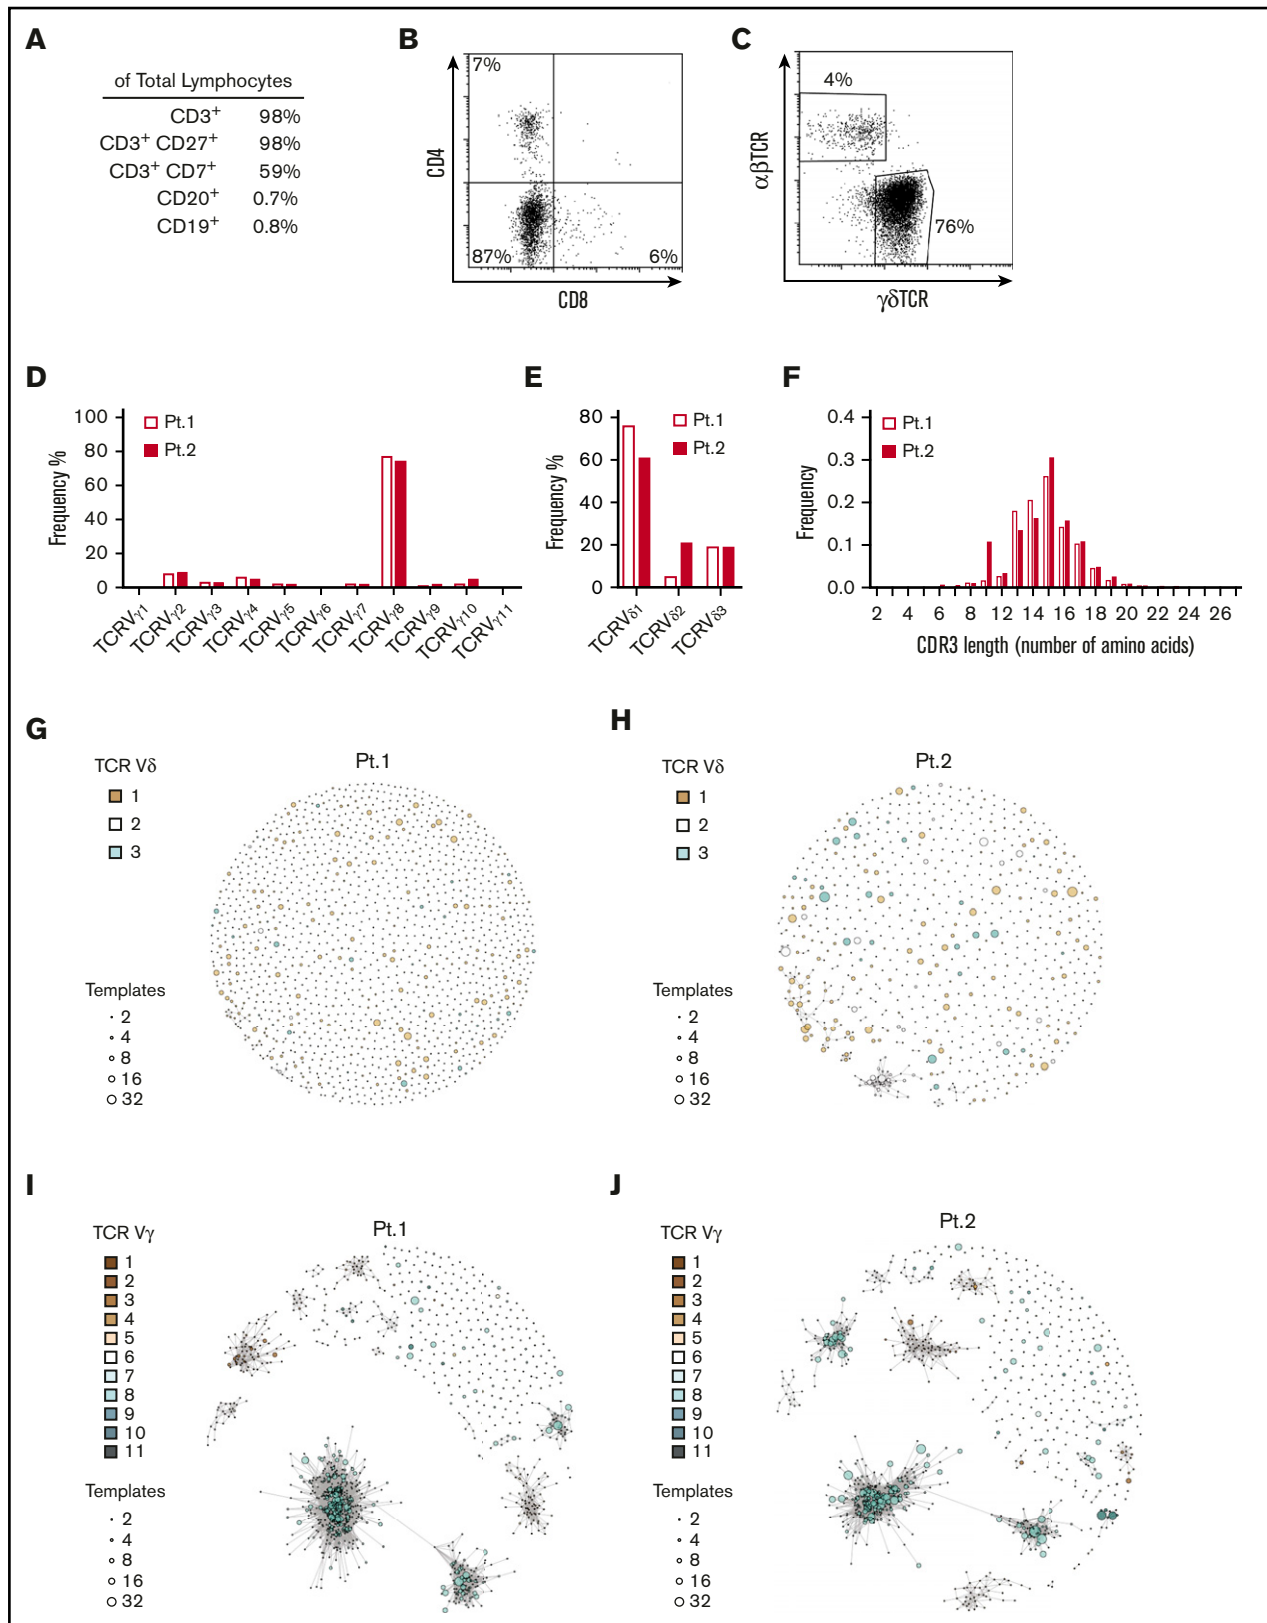 A
of Total Lymphocytes
CD3+ 98%
CD3+ CD27+ 98%
CD3+ CD7+ 59%
CD20+ 0.7%
CD19+ 0.8%
B
7%
CD4
87%
6%
CD8
C
4%
αβTCR
76%
γδTCR
D
Frequency %
100
80
60
40
20
0
Pt.1
Pt.2
TCRVγ1
TCRVγ2
TCRVγ3
TCRVγ4
TCRVγ5
TCRVγ6
TCRVγ7
TCRVγ8
TCRVγ9
TCRVγ10
TCRVγ11
E
Frequency %
80
60
40
20
0
Pt.1
Pt.2
TCRVδ1
TCRVδ2
TCRVδ3
F
Frequency
0.4
0.3
0.2
0.1
0.0
Pt.1
Pt.2
2 4 6 8 10 12 14 16 18 20 22 24 26
CDR3 length (number of amino acids)
G
TCR Vδ
1
2
3
Pt.1
Templates
2
4
8
16
32
H
TCR Vδ
1
2
3
Pt.2
Templates
2
4
8
16
32
I
TCR Vγ
1
2
3
4
5
6
7
8
9
10
11
Pt.1
Templates
2
4
8
16
32
J
TCR Vγ
1
2
3
4
5
6
7
8
9
10
11
Pt.2
Templates
2
4
8
16
32